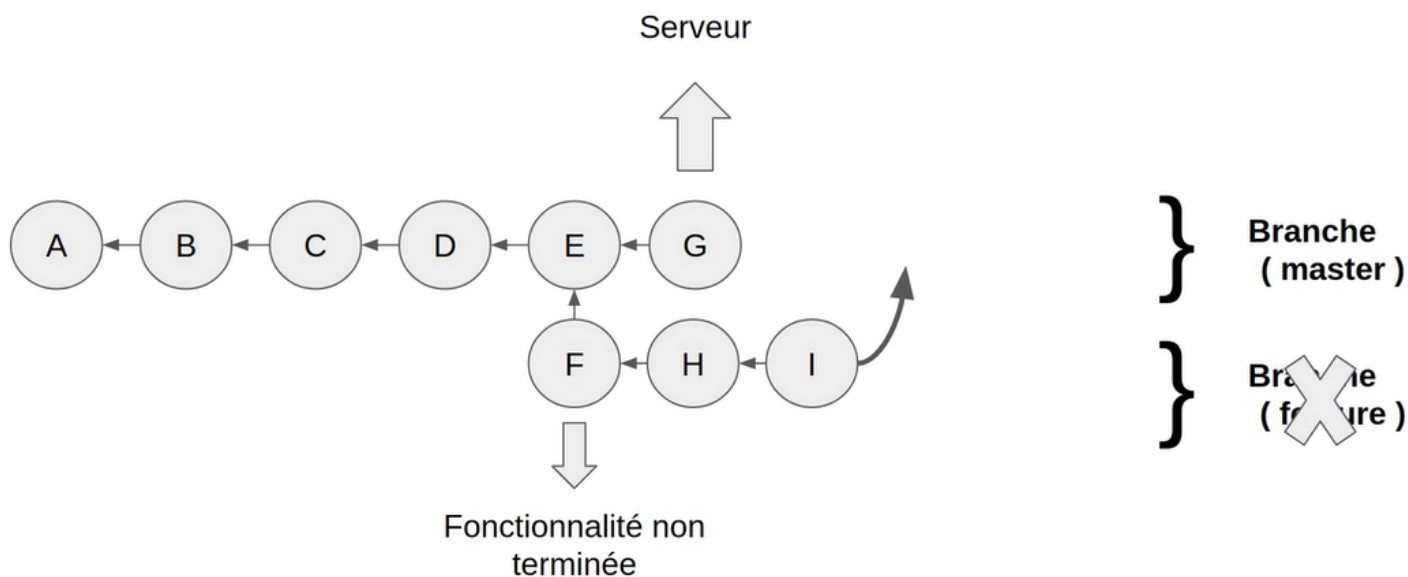 Serveur
A
B
C
D
E
G
Branche
( master )
F
H
I
( 
Fonctionnalité non
terminée